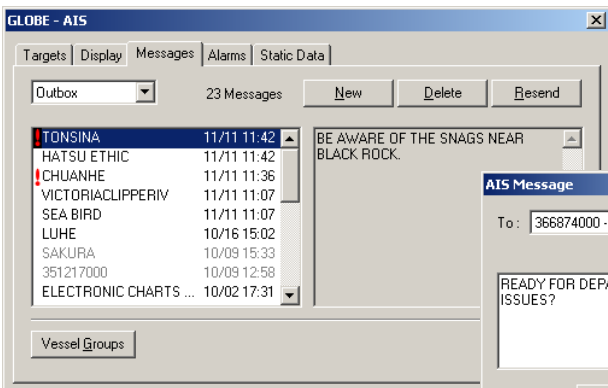 GLOBE - AIS
Targets Display Messages Alarms Static Data
Outbox 23 Messages New Delete Resend
TONSINA 11/11 11:42
HATSU ETHIC 11/11 11:42
CHUANHE 11/11 11:36
VICTORIACLIPPERIV 11/11 11:07
SEA BIRD 11/11 11:07
LUHE 10/16 15:02
SAKURA 10/09 15:33
351217000 10/09 12:58
ELECTRONIC CHARTS ... 10/02 17:31
BE AWARE OF THE SNAGS NEAR
BLACK ROCK.
AIS Message
To: 366874000 -
READY FOR DEPA
ISSUES?
Vessel Groups